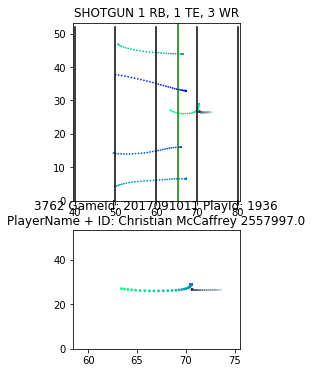 SHOTGUN 1 RB, 1 TE, 3 WR
50
40
30
20
10
0
40 50 60 70 80
3762 GameId: 2017091011 PlayId: 1936
PlayerName + ID: Christian McCaffrey 2557997.0
40
20
0
60 65 70 75